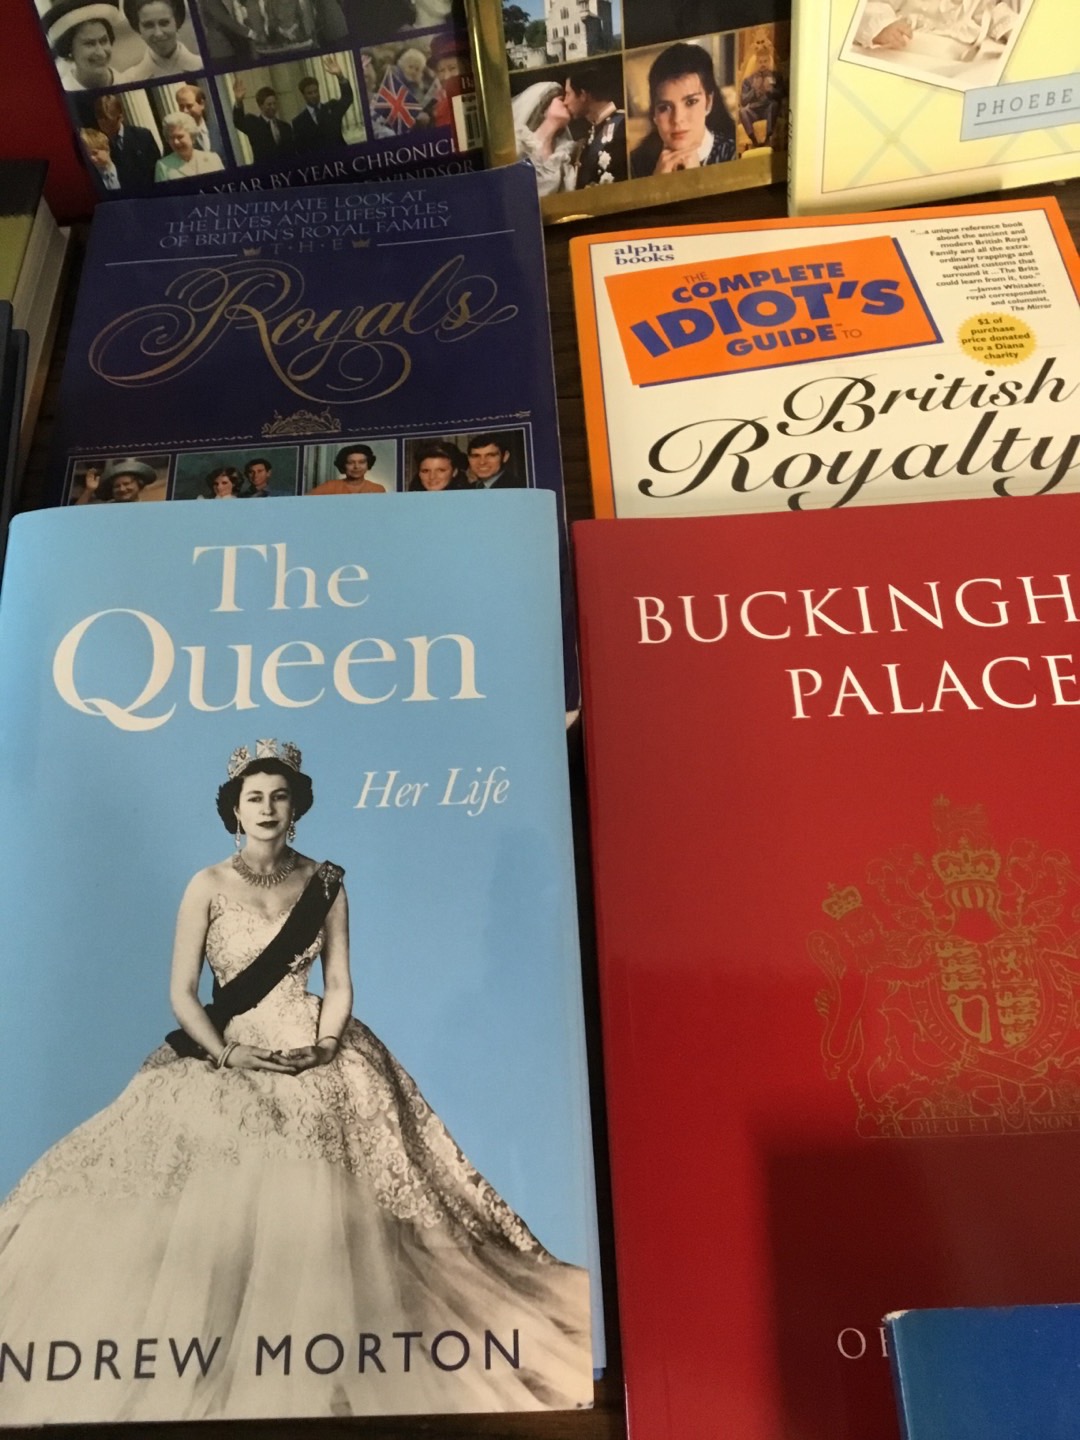 A YEAR BY YEAR CHRONICL
WINDSOR
PHOEBE
AN INTIMATE LOOK AT
THE LIVES AND LIFESTYLES
OF BRITAIN'S ROYAL FAMILY
THE
Royals
alpha
books
THE
COMPLETE
IDIOT'S
GUIDE™ TO
"...a unique reference book
about the ancient and
modern British Royal
Family and all the extra-
ordinary trappings and
quaint customs that
surround it ... The Brits
could learn from it, too."
—James Whitaker,
royal correspondent
and columnist,
The Mirror
$1 of
purchase
price donated
to a Diana
charity
British
Royalty
The
Queen
Her Life
NDREW MORTON
BUCKINGH
PALACE
DIEU ET MON